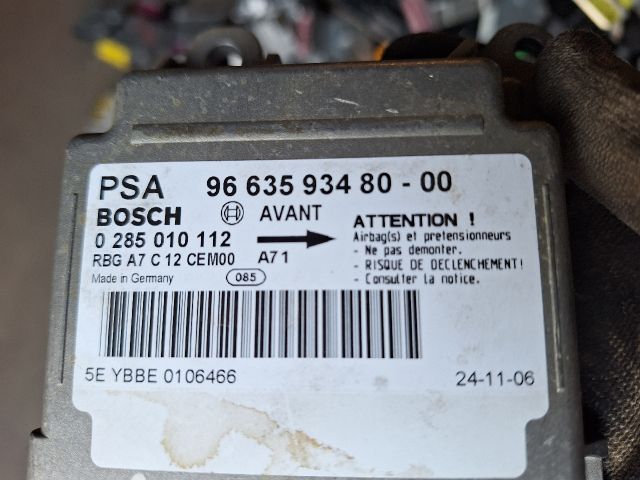 PSA 96 635 934 80 - 00
BOSCH AVANT
0 285 010 112
RBG A7 C 12 CEM00 A71
Made in Germany 085
ATTENTION !
Airbag(s) et pretensionneurs
- Ne pas demonter.
- RISQUE DE DECLENCHEMENT!
- Consulter la notice.
5E YBBE 0106466 24-11-06